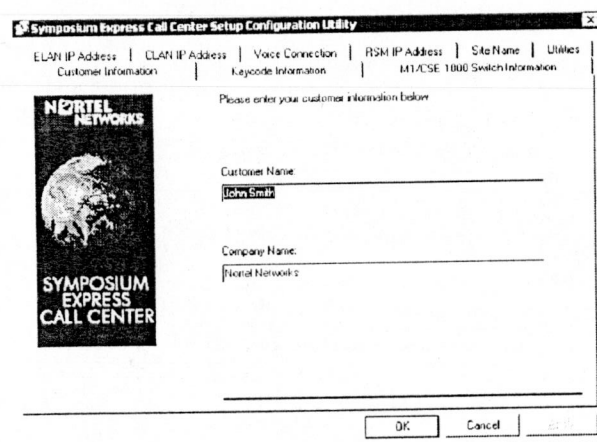 Symposium Express Call Center Setup Configuration Utility
ELAN IP Address | CLAN IP Address | Voice Connection | RSM IP Address | Site Name | Utilities
Customer Information | Keycode Information | M1/CSE 1000 Switch Information
NORTEL
NETWORKS
Please enter your customer information below
Customer Name:
John Smith
Company Name:
Nortel Networks
SYMPOSIUM
EXPRESS
CALL CENTER
OK Cancel